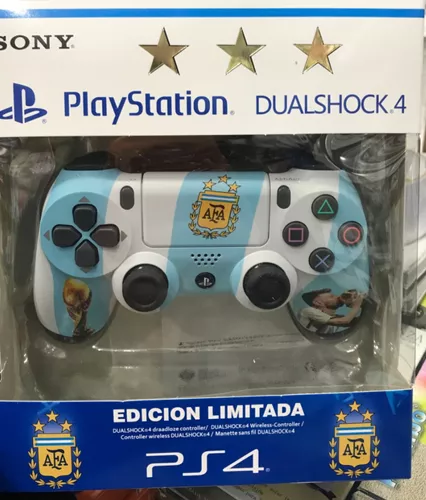 SONY
PlayStation® DUALSHOCK®4
AFA
EDICION LIMITADA
DUALSHOCK®4 draadloze controller/ DUALSHOCK®4 Wireless-Controller/
Controller wireless DUALSHOCK®4 / Manette sans fil DUALSHOCK®4
AFA
PS4
AFA